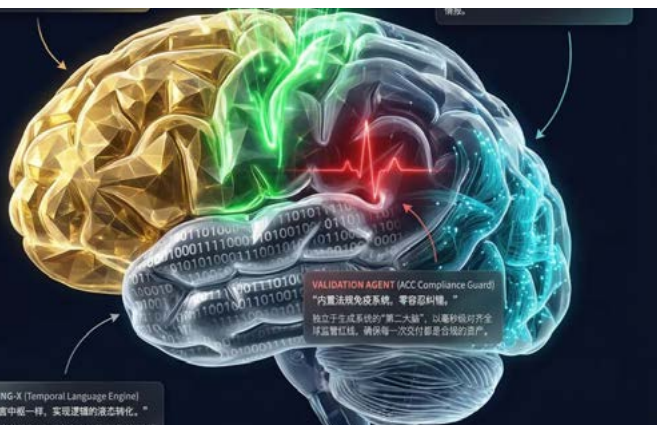 情报。
VALIDATION AGENT (ACC Compliance Guard)
“内置法规免疫系统，零容忍纠错。”
独立于生成系统的“第二大脑”，以毫秒级对齐全
球监管红线，确保每一次交付都是合规的资产。
NG-X (Temporal Language Engine)
言中枢一样，实现逻辑的液态转化。”